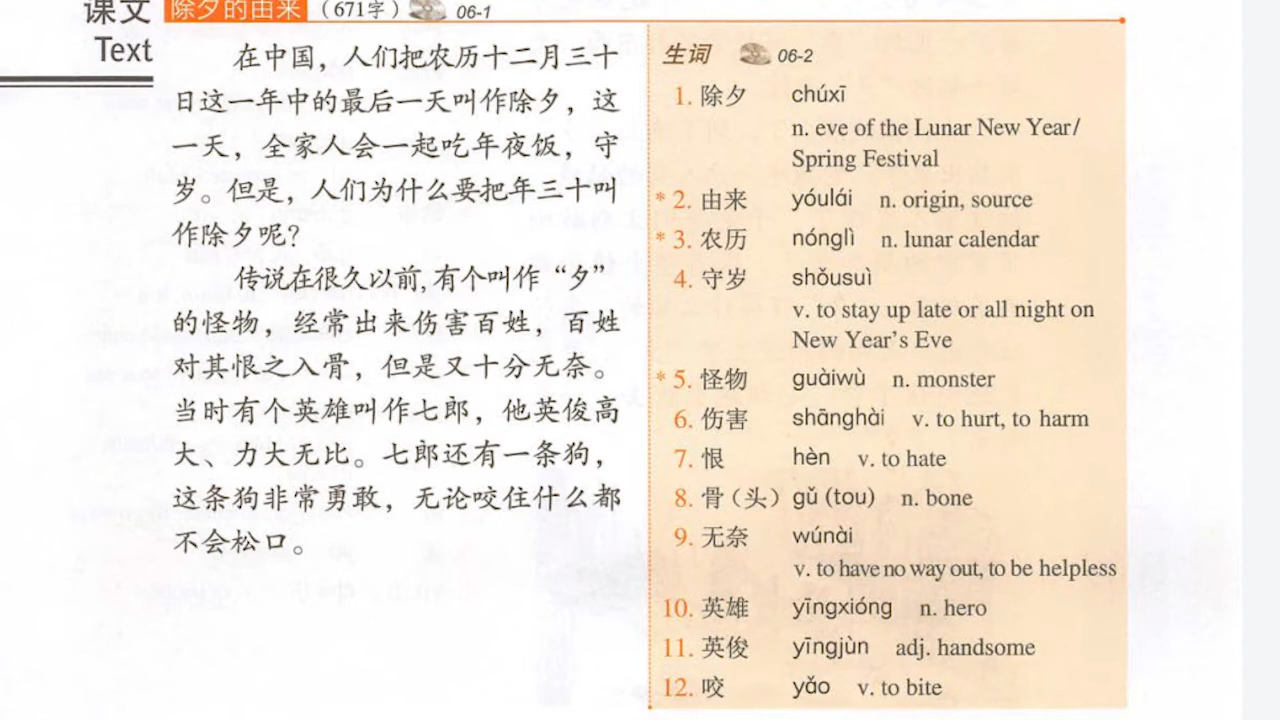 课文 除夕的由来 （671字） 06-1
Text
在中国，人们把农历十二月三十
日这一年中的最后一天叫作除夕，这
一天，全家人会一起吃年夜饭，守
岁。但是，人们为什么要把年三十叫
作除夕呢？
传说在很久以前，有个叫作“夕”
的怪物，经常出来伤害百姓，百姓
对其恨之入骨，但是又十分无奈。
当时有个英雄叫作七郎，他英俊高
大、力大无比。七郎还有一条狗，
这条狗非常勇敢，无论咬住什么都
不会松口。
生词 06-2
1. 除夕 chúxī
n. eve of the Lunar New Year/
Spring Festival
* 2. 由来 yóulái n. origin, source
* 3. 农历 nónglì n. lunar calendar
4. 守岁 shǒusuì
v. to stay up late or all night on
New Year’s Eve
* 5. 怪物 guàiwù n. monster
6. 伤害 shānghài v. to hurt, to harm
7. 恨 hèn v. to hate
8. 骨（头） gǔ (tou) n. bone
9. 无奈 wúnài
v. to have no way out, to be helpless
10. 英雄 yīngxióng n. hero
11. 英俊 yīngjùn adj. handsome
12. 咬 yǎo v. to bite